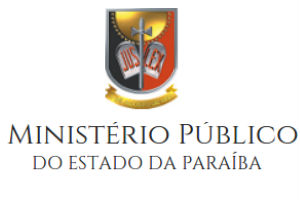 JUS LEX
MINISTÉRIO PÚBLICO
DO ESTADO DA PARAÍBA